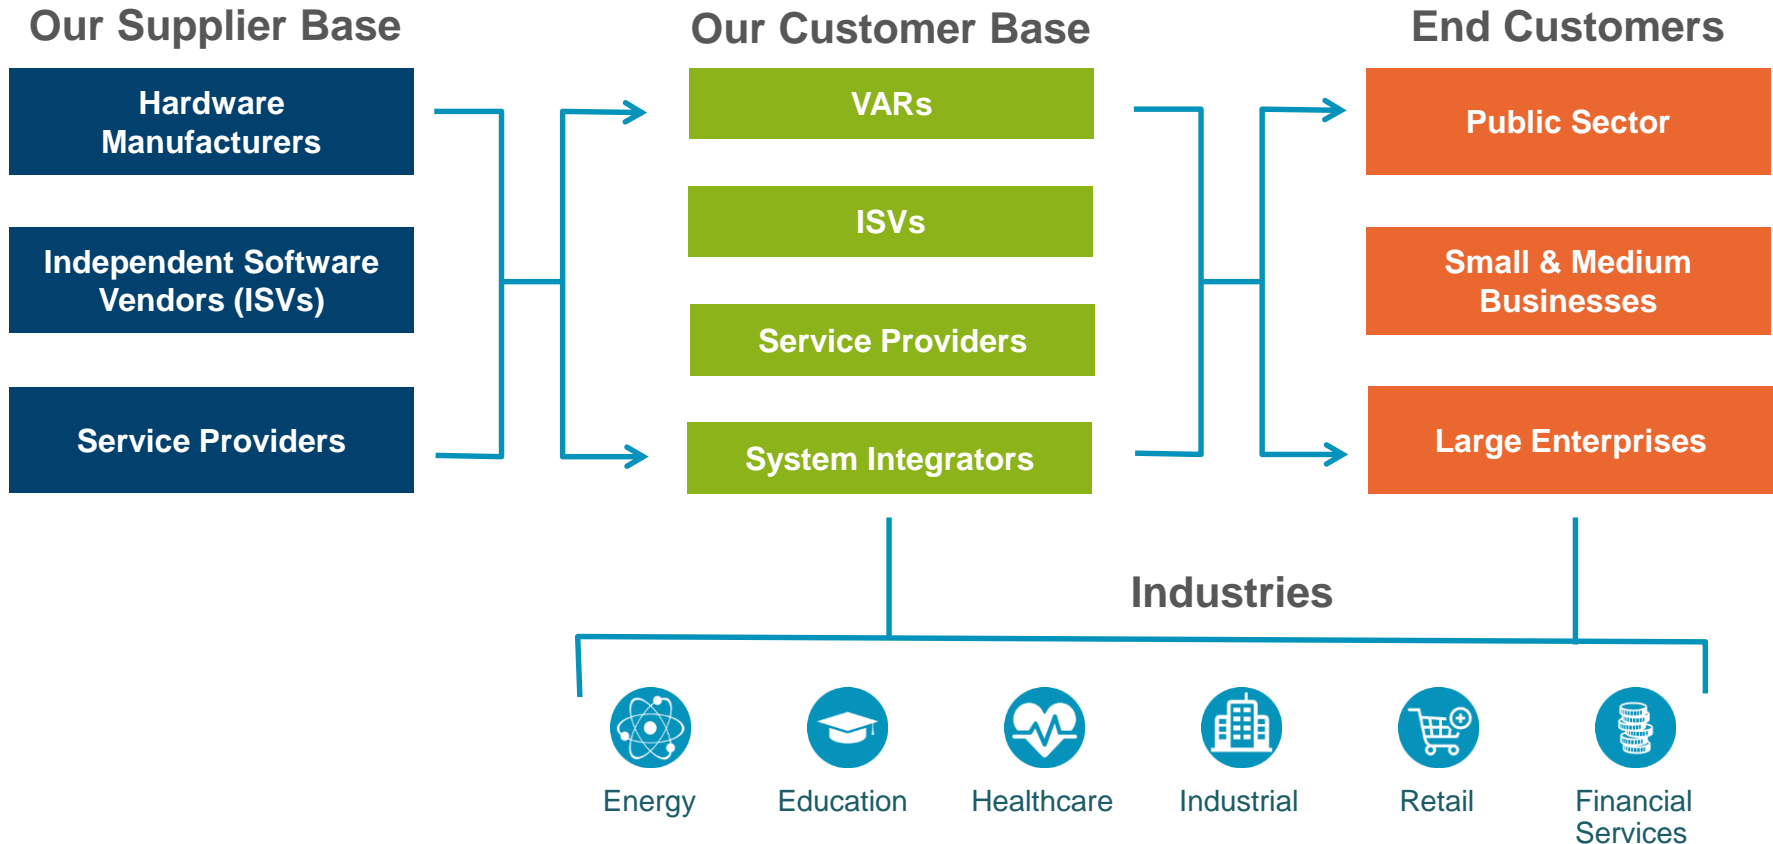 Our Supplier Base
Our Customer Base
End Customers
Hardware
Manufacturers
Independent Software
Vendors (ISVs)
Service Providers
VARs
ISVs
Service Providers
System Integrators
Public Sector
Small & Medium
Businesses
Large Enterprises
Industries
Energy
Education
Healthcare
Industrial
Retail
Financial
Services